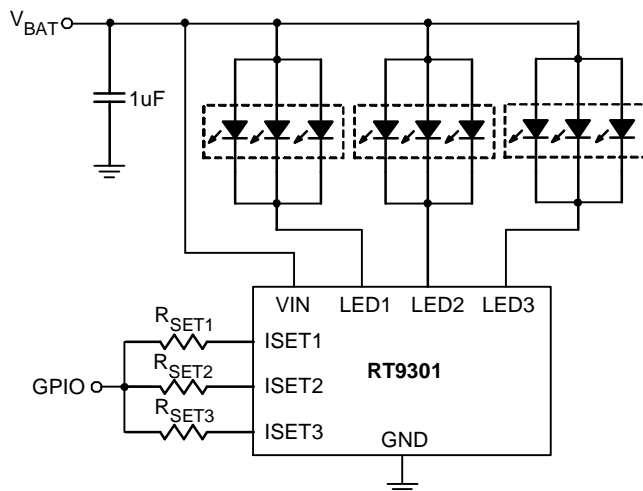 VBAT
1uF
VIN LED1 LED2 LED3
RSET1
ISET1
RSET2
GPIO
ISET2
RT9301
RSET3
ISET3
GND